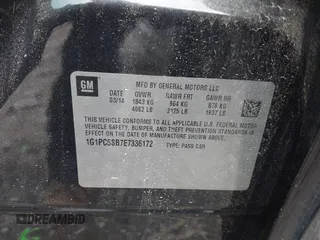 GM
MFD BY GENERAL MOTORS LLC
DATE GVWR GAWR FRT GAWR RR
03/14 1843 KG 964 KG 879 KG
4062 LB 2125 LB 1937 LB
THIS VEHICLE CONFORMS TO ALL APPLICABLE U.S. FEDERAL MOTOR
VEHICLE SAFETY, BUMPER, AND THEFT PREVENTION STANDARDS IN
EFFECT ON THE DATE OF MANUFACTURE SHOWN ABOVE.
1G1PC5SB7E7336172 TYPE: PASS CAR
DREAMBID